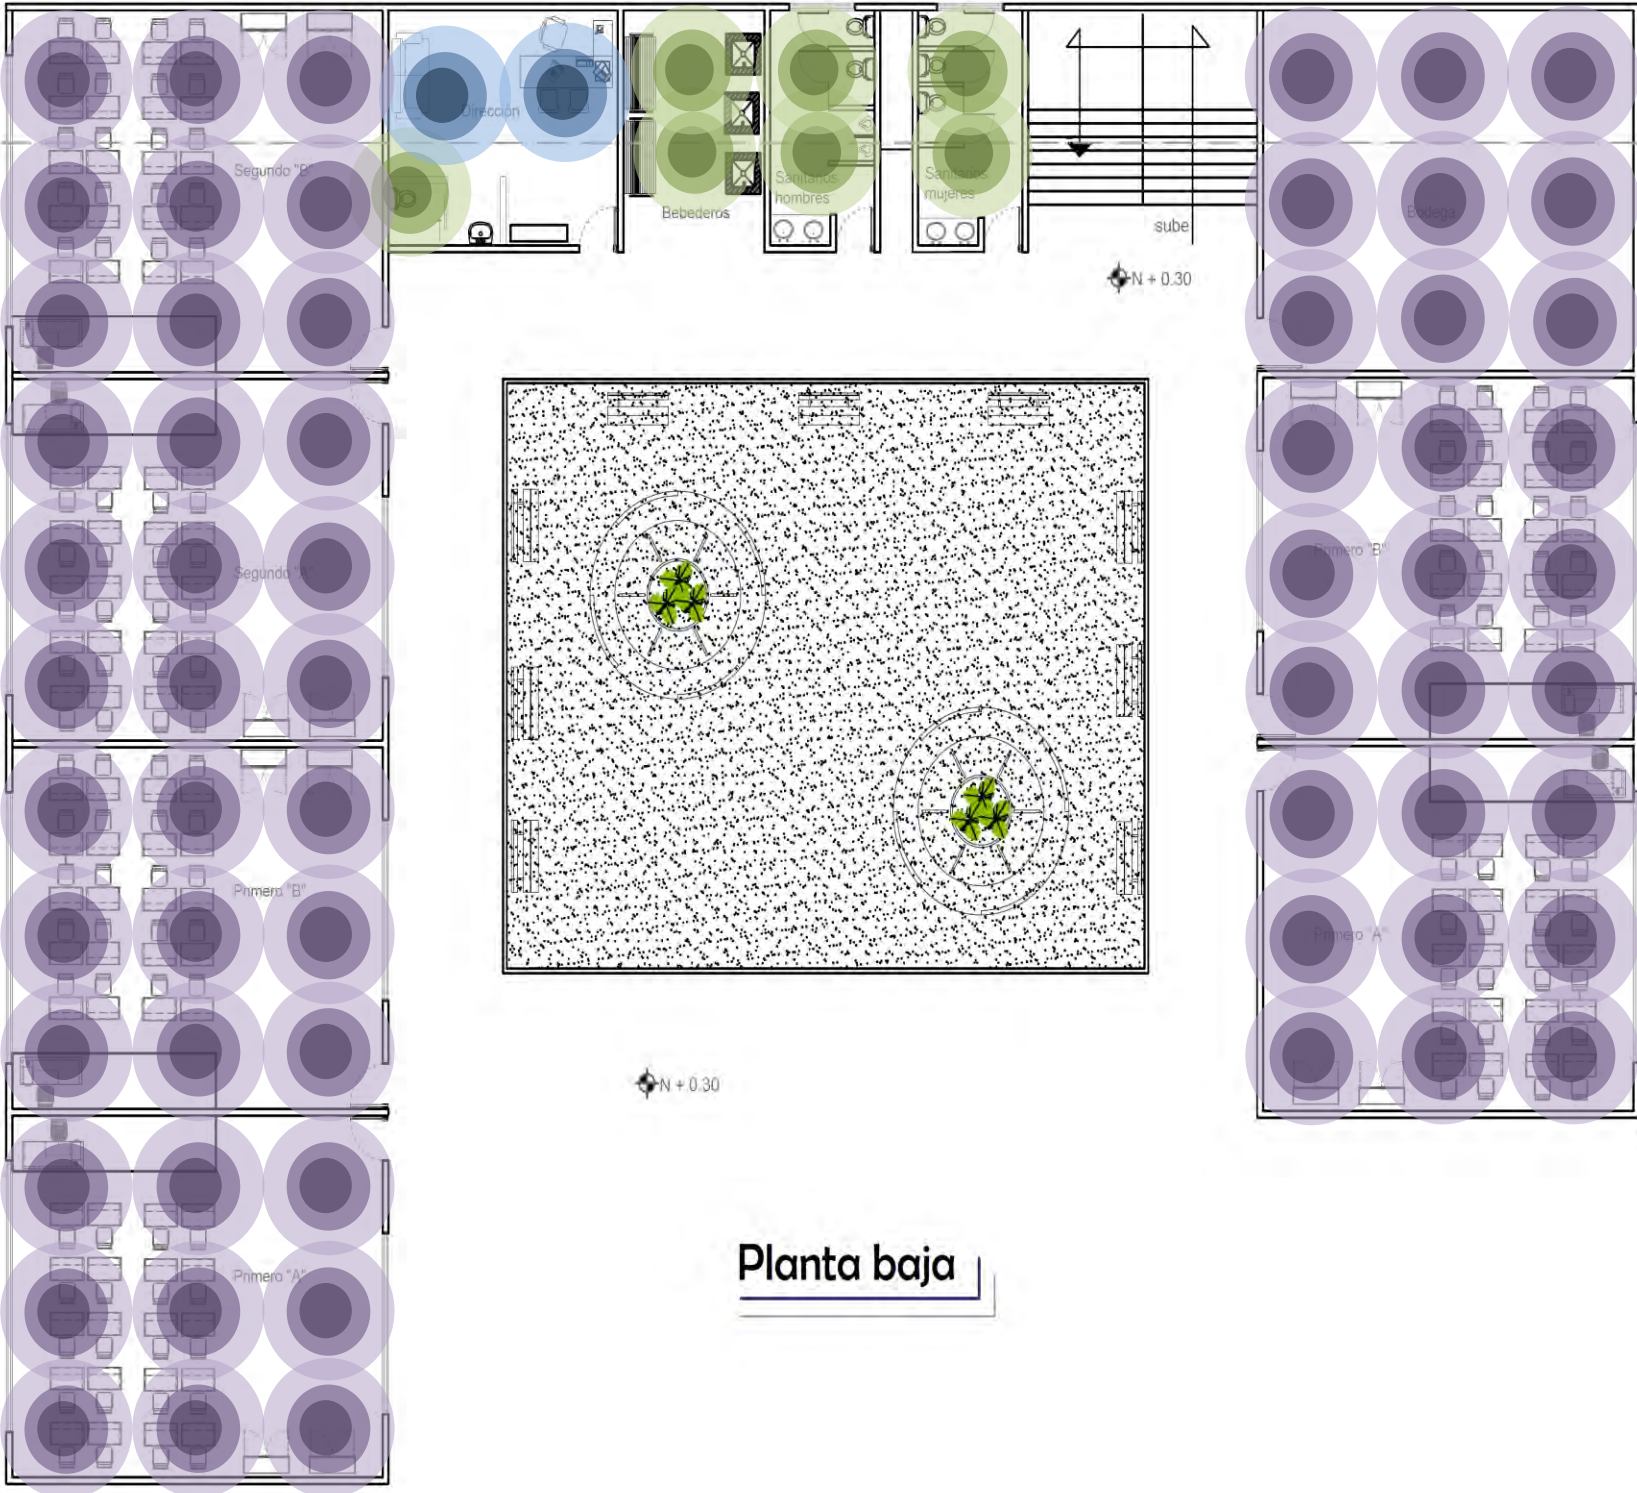 Dirección
Segundo "B"
Sanitarios
hombres
Sanitarios
mujeres
Bebederos
Bodega
sube
N + 0.30
Primero "B"
Segundo "A"
Primero "B"
Primero "A"
N + 0.30
Planta baja
Primero "A"